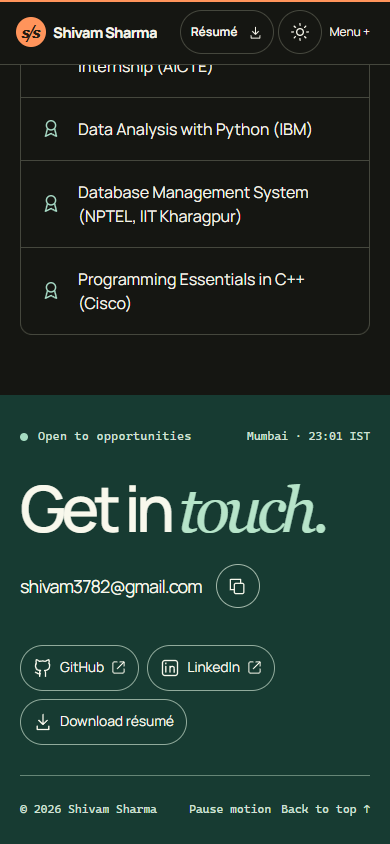 s/s Shivam Sharma Résumé Menu +
Internship (AICTE)
Data Analysis with Python (IBM)
Database Management System
(NPTEL, IIT Kharagpur)
Programming Essentials in C++
(Cisco)
Open to opportunities Mumbai · 23:01 IST
Get in touch.
shivam3782@gmail.com
GitHub LinkedIn
Download résumé
© 2026 Shivam Sharma Pause motion Back to top ↑